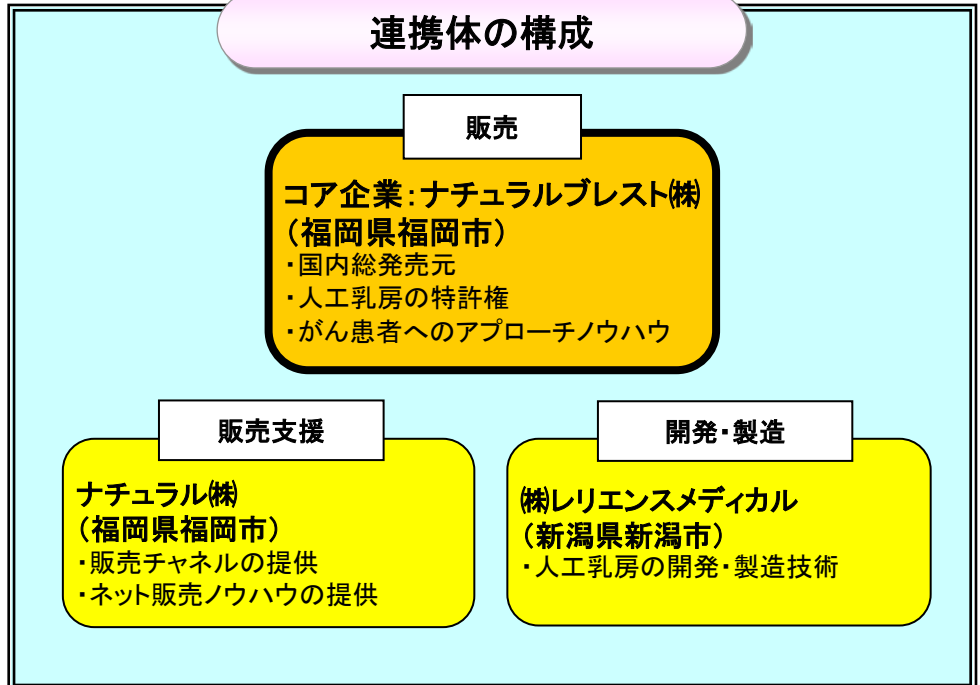 連携体の構成
販売
コア企業：ナチュラルブレスト㈱
（福岡県福岡市）
・国内総発売元
・人工乳房の特許権
・がん患者へのアプローチノウハウ
販売支援
ナチュラル㈱
（福岡県福岡市）
・販売チャネルの提供
・ネット販売ノウハウの提供
開発・製造
㈱レリエンスメディカル
（新潟県新潟市）
・人工乳房の開発・製造技術